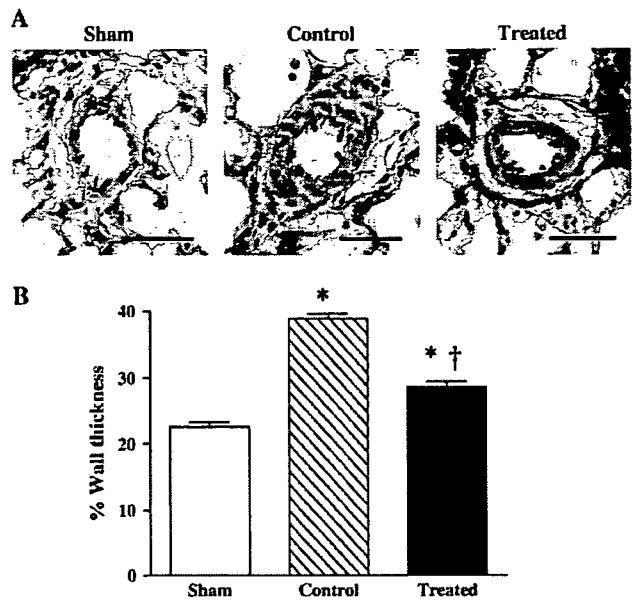 A
Sham Control Treated
B
% Wall thickness
40
30
20
10
0
*
* †
Sham Control Treated